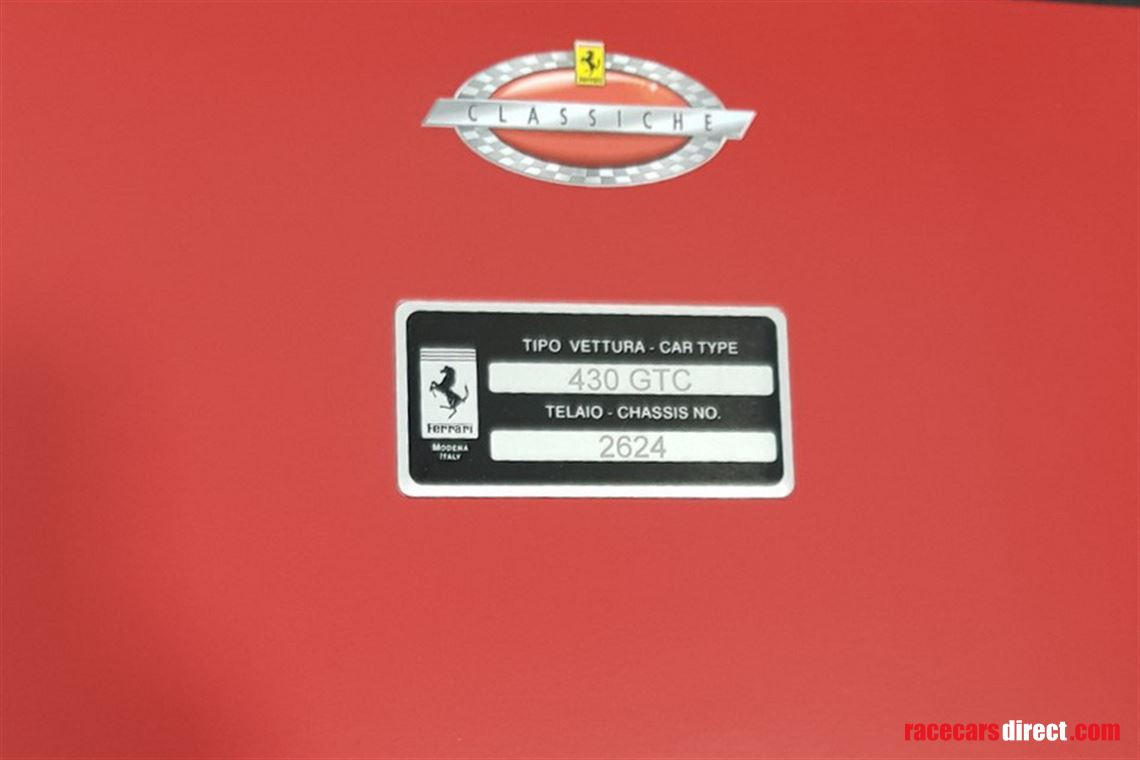 CLASSICHE
TIPO VETTURA - CAR TYPE
430 GTC
TELAIO - CHASSIS NO.
2624
Ferrari
MODENA
ITALY
racecarsdirect.com